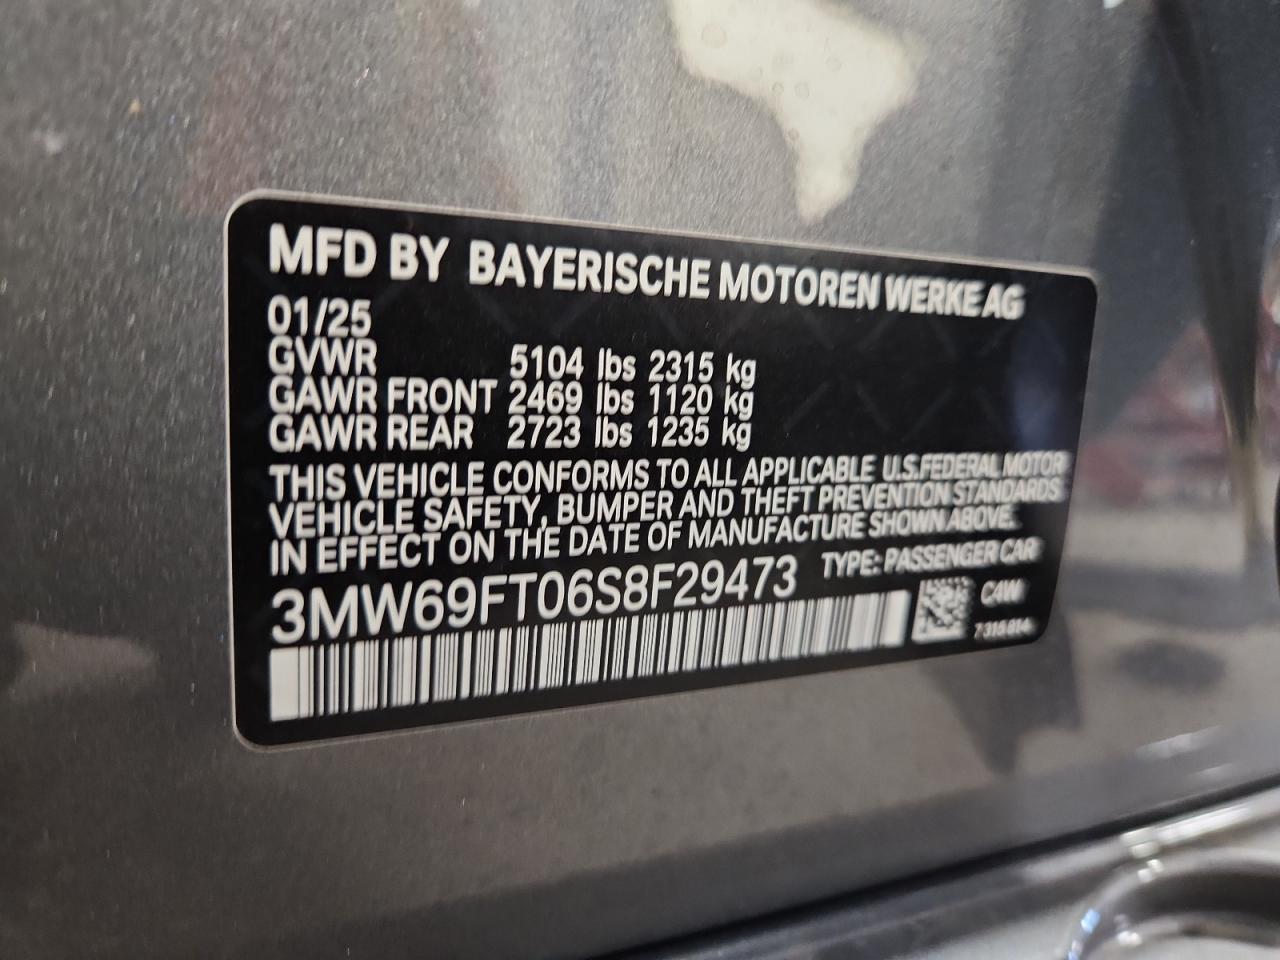 MFD BY BAYERISCHE MOTOREN WERKE AG
01/25
GVWR 5104 lbs 2315 kg
GAWR FRONT 2469 lbs 1120 kg
GAWR REAR 2723 lbs 1235 kg
THIS VEHICLE CONFORMS TO ALL APPLICABLE U.S.FEDERAL MOTOR
VEHICLE SAFETY, BUMPER AND THEFT PREVENTION STANDARDS
IN EFFECT ON THE DATE OF MANUFACTURE SHOWN ABOVE.
3MW69FT06S8F29473 TYPE: PASSENGER CAR
C4W